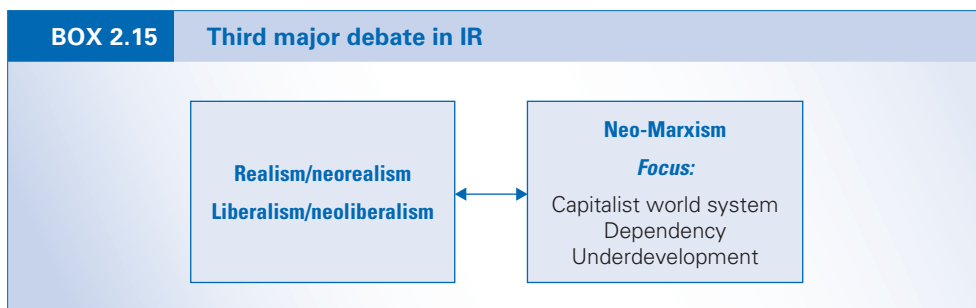 BOX 2.15 Third major debate in IR
Realism/neorealism
Liberalism/neoliberalism
Neo-Marxism
Focus:
Capitalist world system
Dependency
Underdevelopment